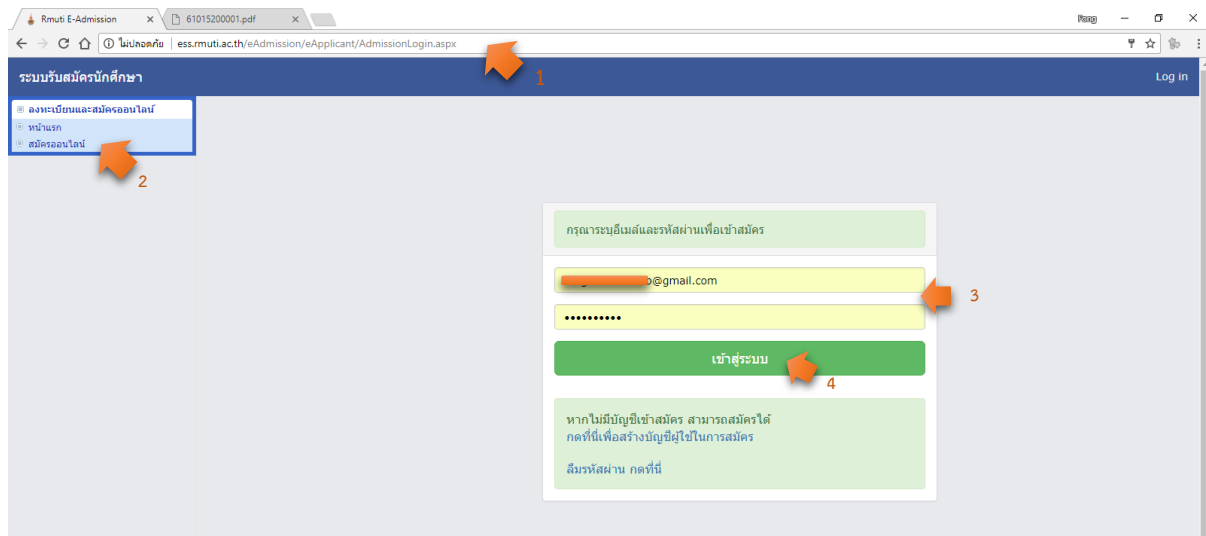 Rmuti E-Admission
61015200001.pdf
Pong
ไม่ปลอดภัย | ess.rmuti.ac.th/eAdmission/eApplicant/AdmissionLogin.aspx
1
ระบบรับสมัครนักศึกษา
Log in
ลงทะเบียนและสมัครออนไลน์
หน้าแรก
สมัครออนไลน์
2
กรุณาระบุอีเมล์และรหัสผ่านเพื่อเข้าสมัคร
@gmail.com
3
••••••••••
เข้าสู่ระบบ
4
หากไม่มีบัญชีเข้าสมัคร สามารถสมัครได้
กดที่นี่เพื่อสร้างบัญชีผู้ใช้ในการสมัคร
ลืมรหัสผ่าน กดที่นี่